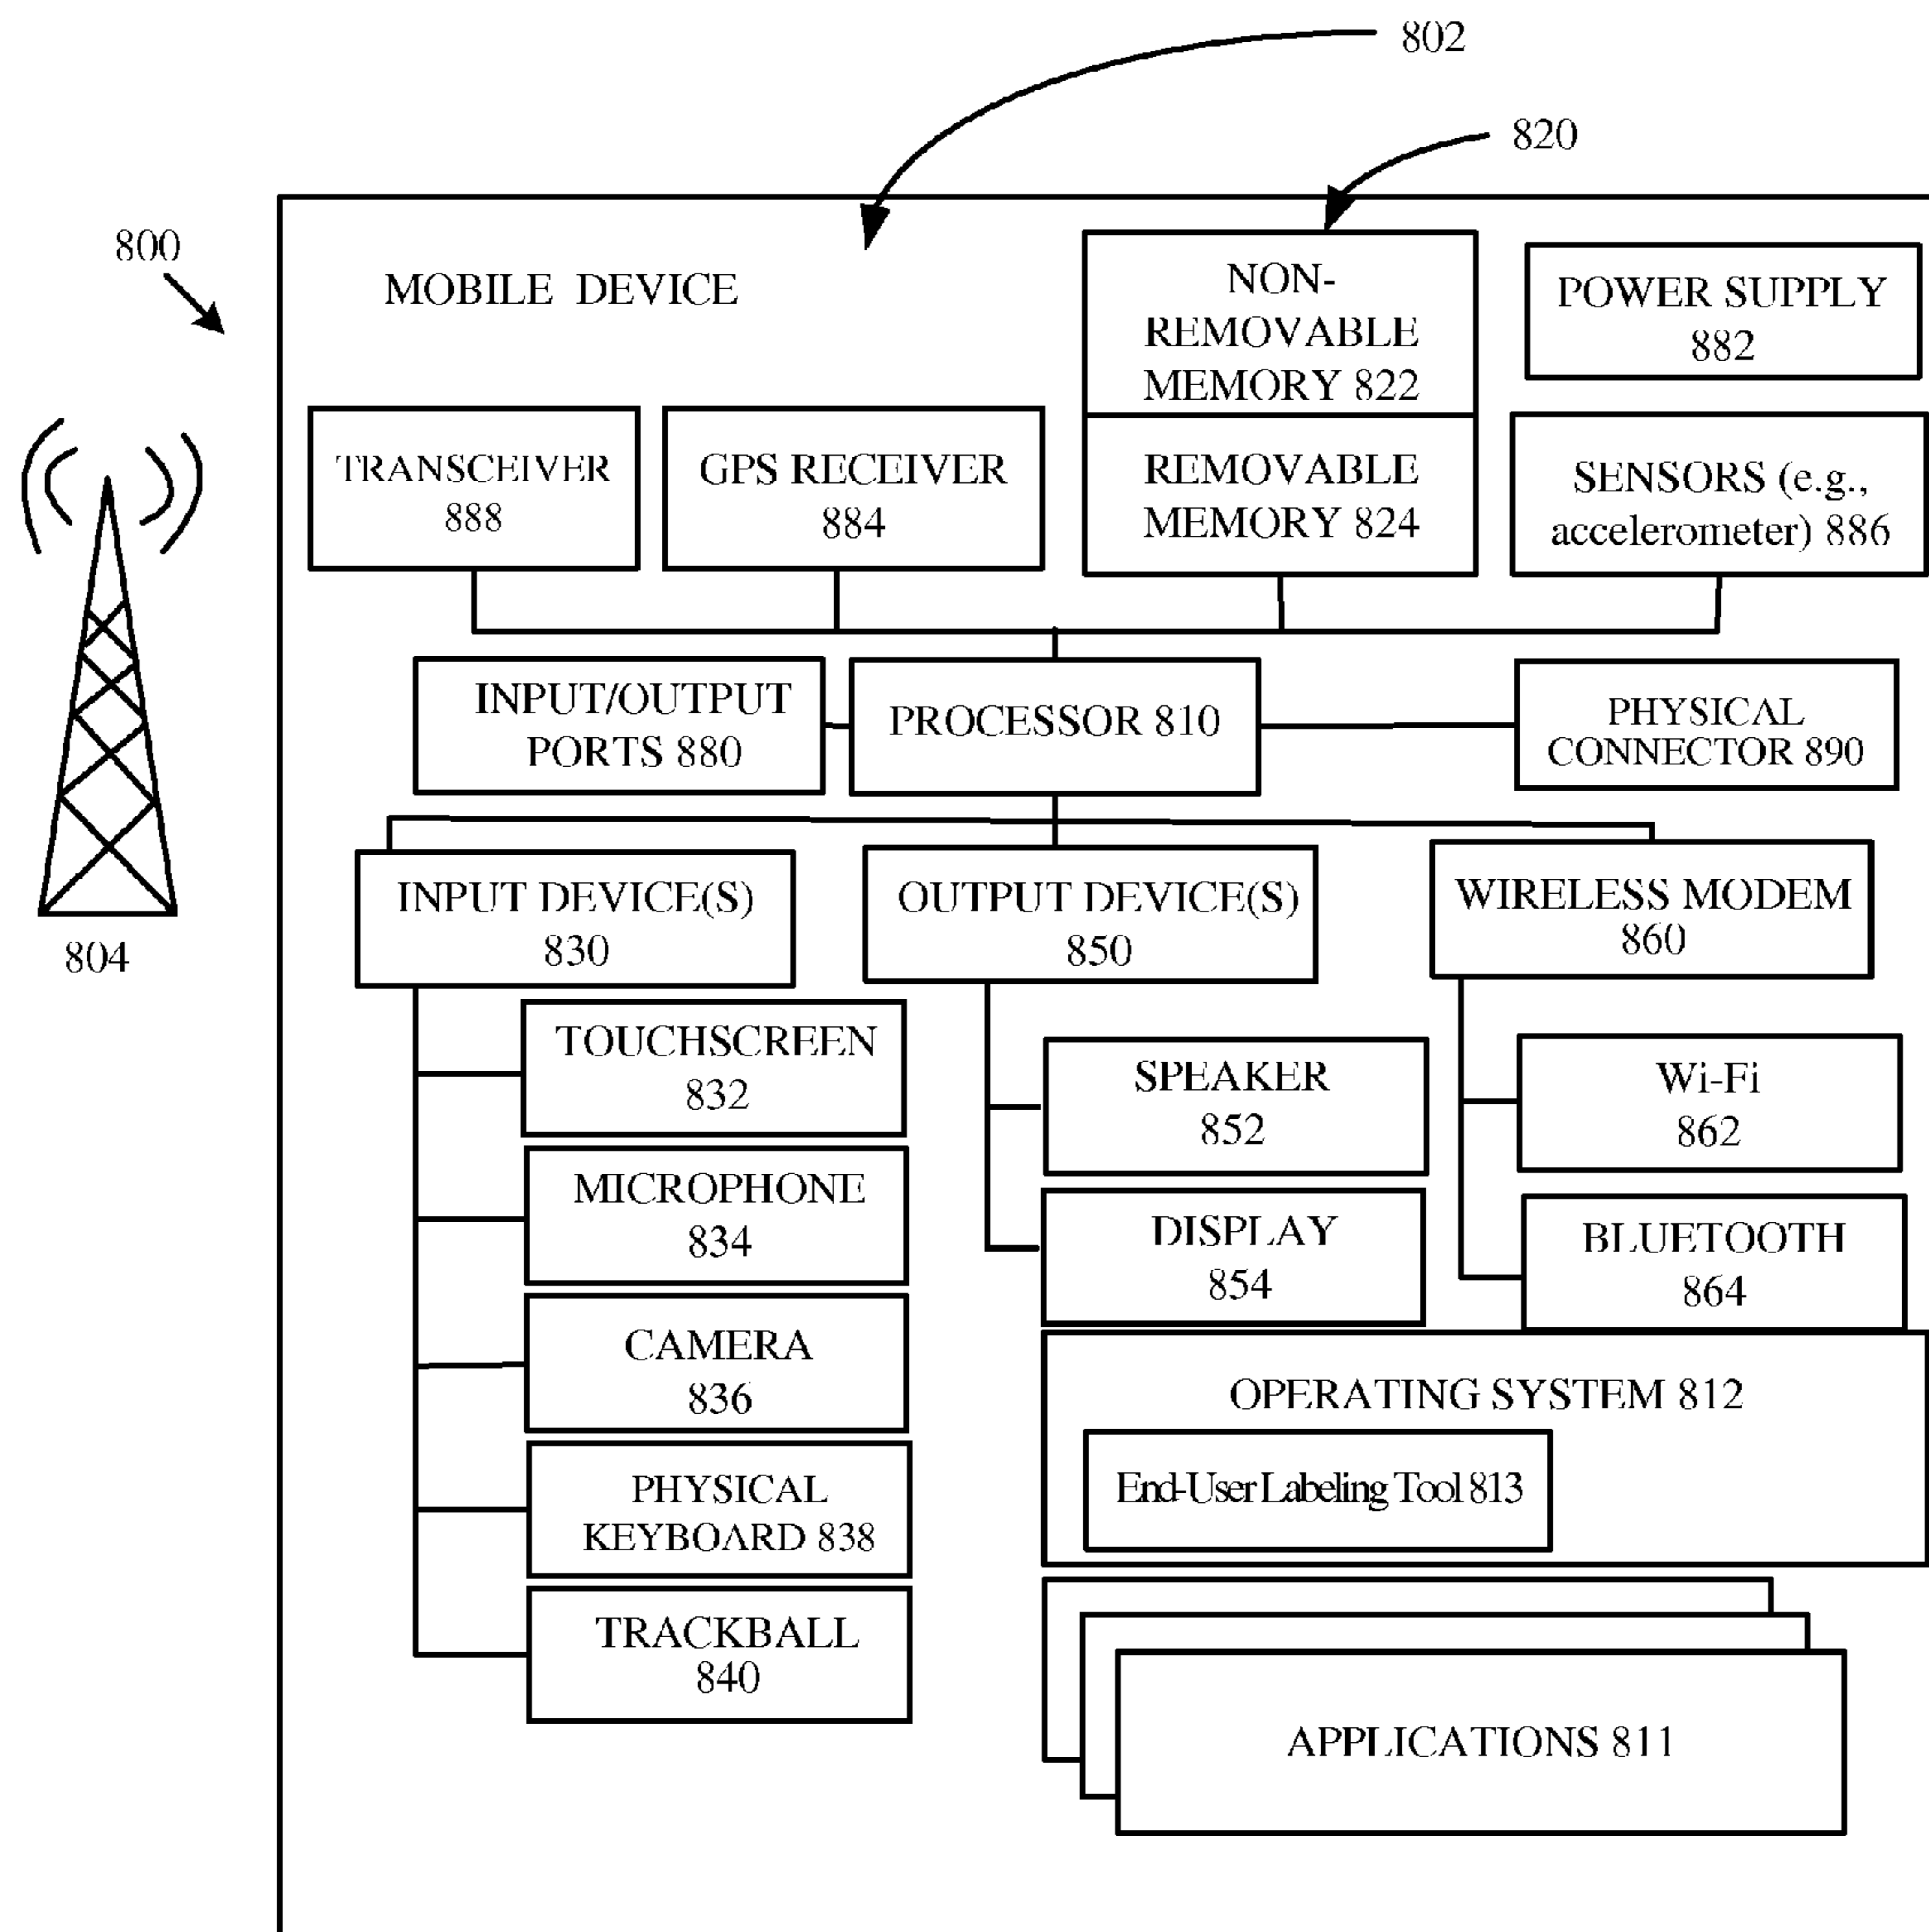 802
820
800
MOBILE DEVICE
NON-
REMOVABLE
MEMORY 822
POWER SUPPLY
882
TRANSCEIVER
888
GPS RECEIVER
884
REMOVABLE
MEMORY 824
SENSORS (e.g.,
accelerometer) 886
INPUT/OUTPUT
PORTS 880
PROCESSOR 810
PHYSICAL
CONNECTOR 890
804
INPUT DEVICE(S)
830
OUTPUT DEVICE(S)
850
WIRELESS MODEM
860
TOUCHSCREEN
832
MICROPHONE
834
CAMERA
836
PHYSICAL
KEYBOARD 838
TRACKBALL
840
SPEAKER
852
DISPLAY
854
Wi-Fi
862
BLUETOOTH
864
OPERATING SYSTEM 812
End-User Labeling Tool 813
APPLICATIONS 811